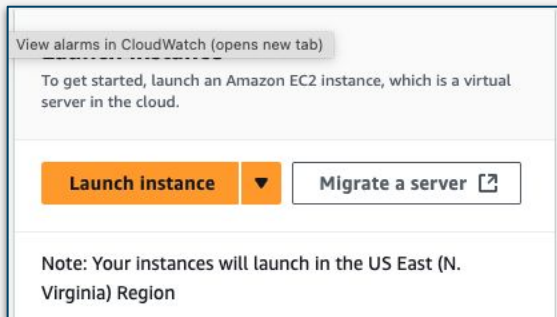 View alarms in CloudWatch (opens new tab)
To get started, launch an Amazon EC2 instance, which is a virtual
server in the cloud.
Launch instance
Migrate a server
Note: Your instances will launch in the US East (N.
Virginia) Region